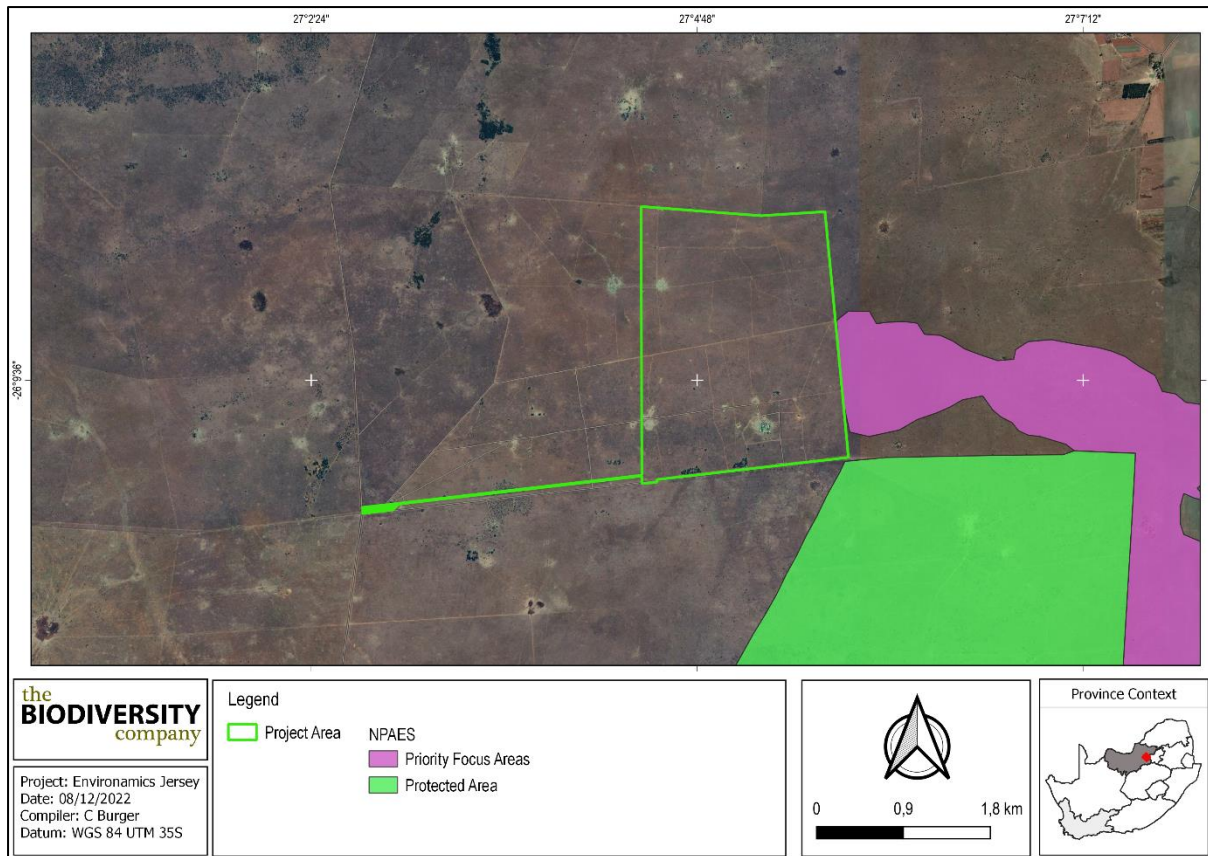 27°2'24"
27°4'48"
27°7'12"
-26°9'36"
the
BIODIVERSITY
company
Project: Environamics Jersey
Date: 08/12/2022
Compiler: C Burger
Datum: WGS 84 UTM 35S
Legend
Project Area
NPAES
Priority Focus Areas
Protected Area
0
0,9
1,8 km
Province Context